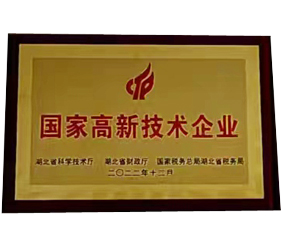 国家高新技术企业
湖北省科学技术厅 湖北省财政厅 国家税务总局湖北省税务局
二〇二二年十二月